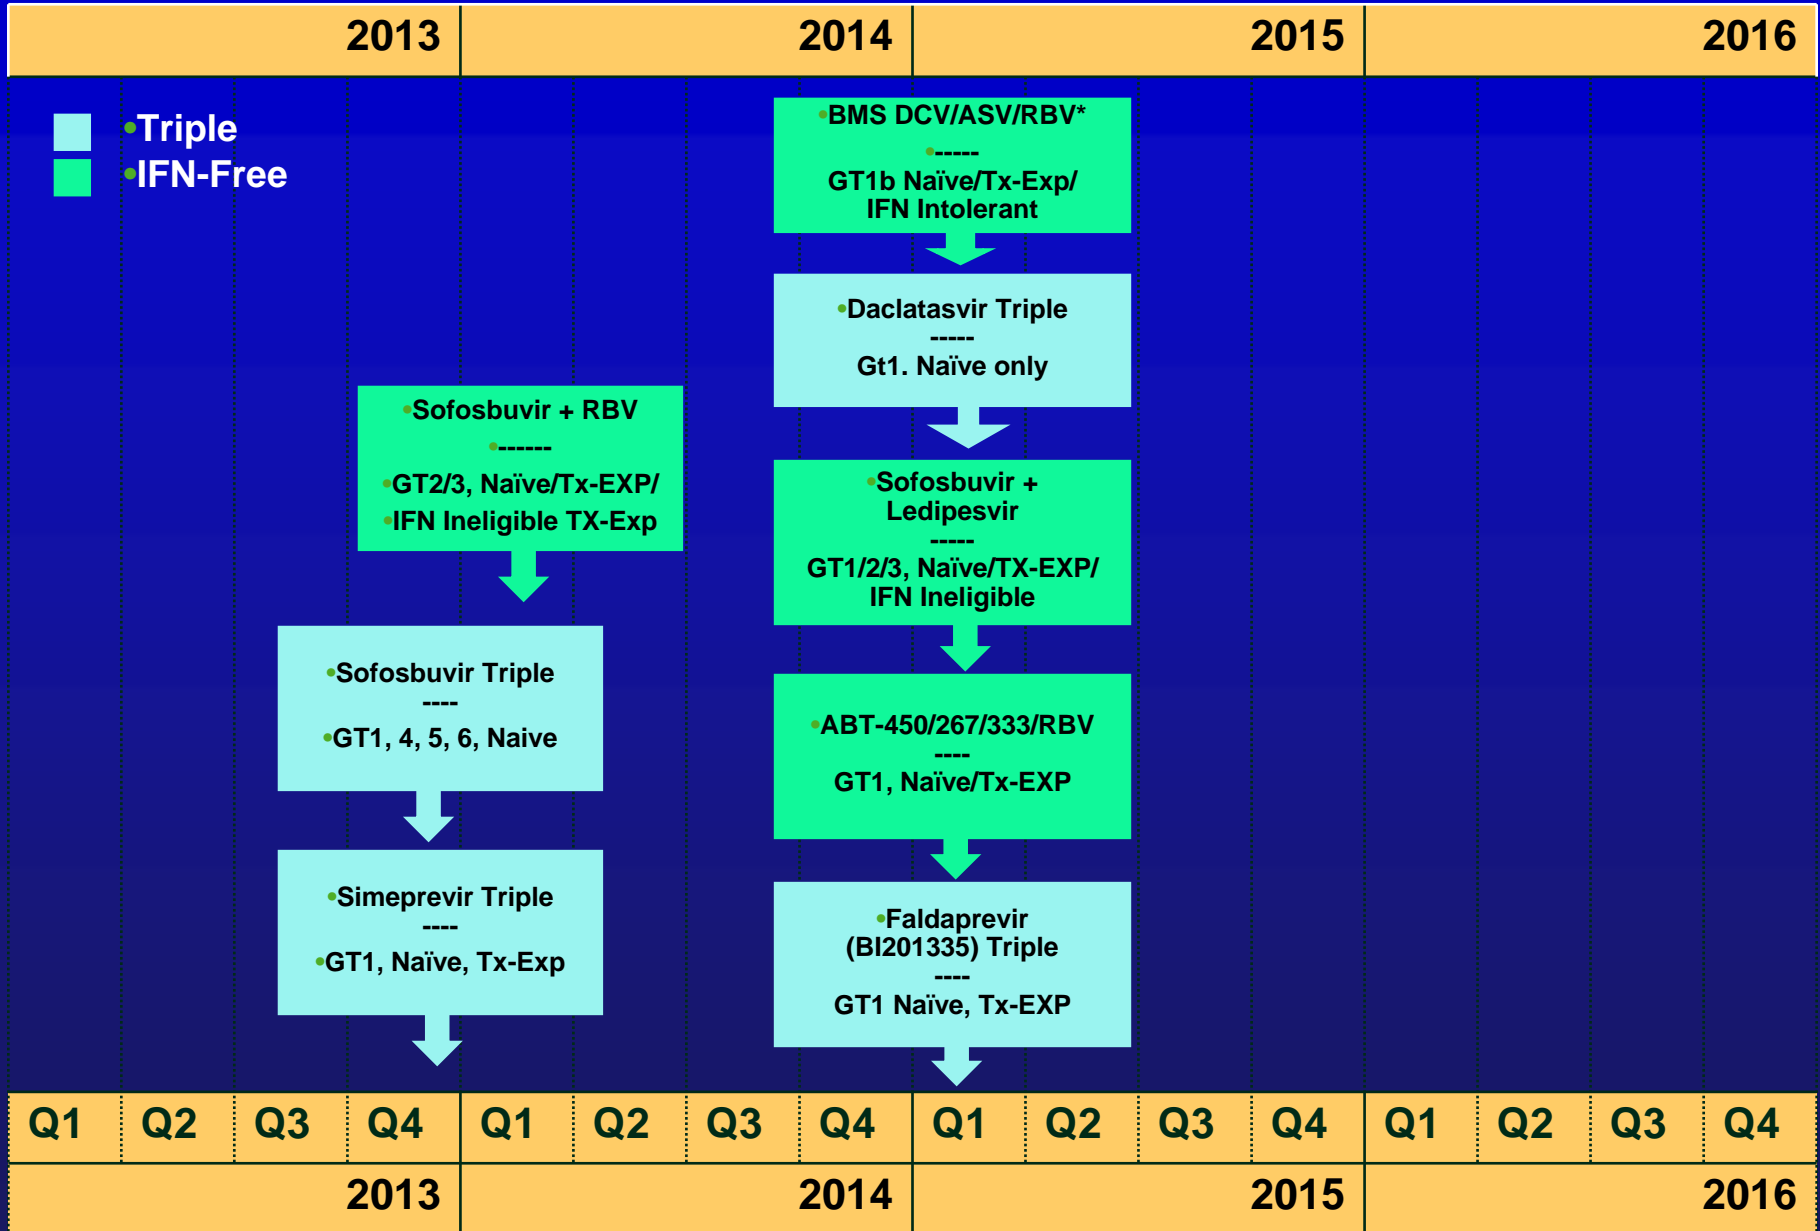 2013 2014 2015 2016
•Triple
•IFN-Free
•BMS DCV/ASV/RBV*
•-----
GT1b Naïve/Tx-Exp/
IFN Intolerant
•Daclatasvir Triple
-----
Gt1. Naïve only
•Sofosbuvir + RBV
•------
•GT2/3, Naïve/Tx-EXP/
•IFN Ineligible TX-Exp
•Sofosbuvir +
Ledipesvir
-----
GT1/2/3, Naïve/TX-EXP/
IFN Ineligible
•Sofosbuvir Triple
----
•GT1, 4, 5, 6, Naive
•ABT-450/267/333/RBV
----
GT1, Naïve/Tx-EXP
•Simeprevir Triple
----
•GT1, Naïve, Tx-Exp
•Faldaprevir
(BI201335) Triple
----
GT1 Naïve, Tx-EXP
Q1 Q2 Q3 Q4 Q1 Q2 Q3 Q4 Q1 Q2 Q3 Q4 Q1 Q2 Q3 Q4
2013 2014 2015 2016